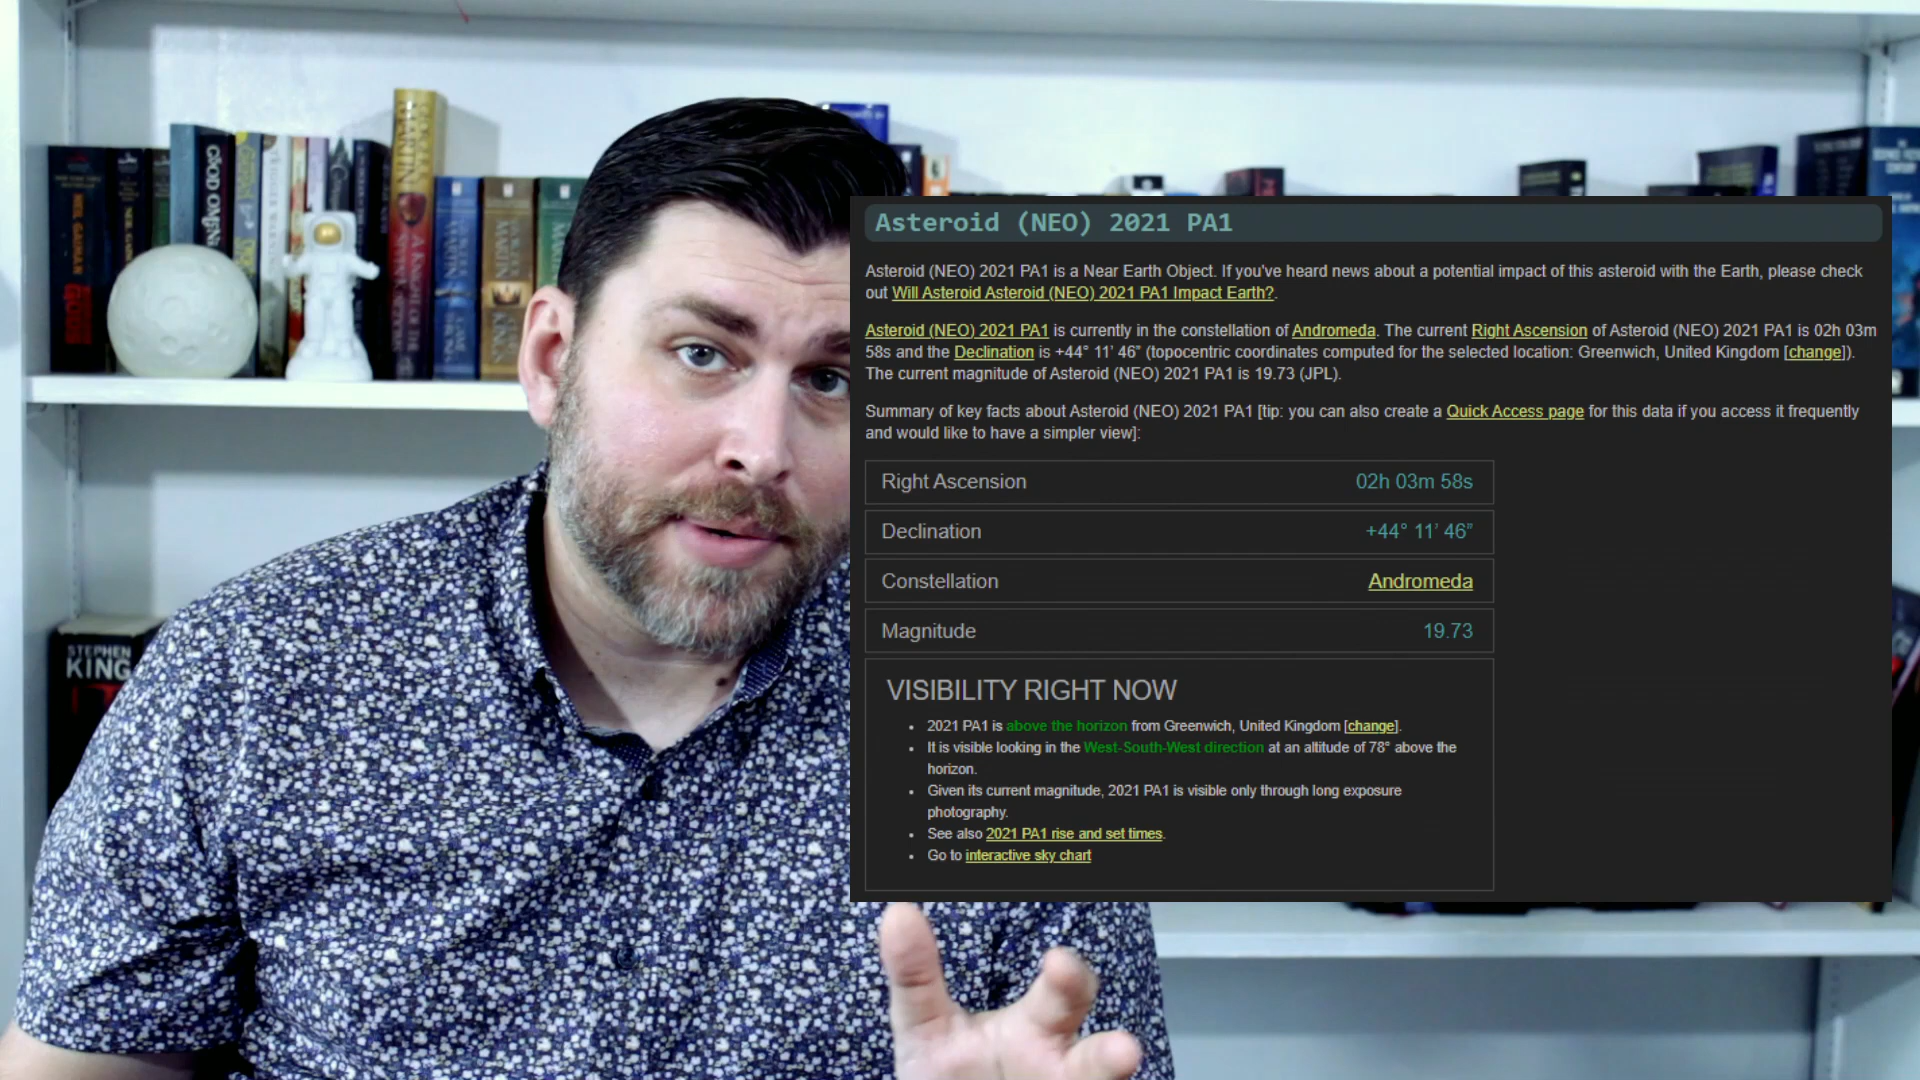 NEIL GAIMAN
GOOD OMENS
MARTIN
A KNIGHT OF THE SEVEN
MARTIN
MARTIN
KINGS
STEPHEN
KING
Asteroid (NEO) 2021 PA1
Asteroid (NEO) 2021 PA1 is a Near Earth Object. If you've heard news about a potential impact of this asteroid with the Earth, please check
out Will Asteroid Asteroid (NEO) 2021 PA1 Impact Earth?.
Asteroid (NEO) 2021 PA1 is currently in the constellation of Andromeda. The current Right Ascension of Asteroid (NEO) 2021 PA1 is 02h 03m
58s and the Declination is +44° 11’ 46” (topocentric coordinates computed for the selected location: Greenwich, United Kingdom [change]).
The current magnitude of Asteroid (NEO) 2021 PA1 is 19.73 (JPL).
Summary of key facts about Asteroid (NEO) 2021 PA1 [tip: you can also create a Quick Access page for this data if you access it frequently
and would like to have a simpler view]:
Right Ascension 02h 03m 58s
Declination +44° 11’ 46”
Constellation Andromeda
Magnitude 19.73
VISIBILITY RIGHT NOW
• 2021 PA1 is above the horizon from Greenwich, United Kingdom [change].
• It is visible looking in the West-South-West direction at an altitude of 78° above the
horizon.
• Given its current magnitude, 2021 PA1 is visible only through long exposure
photography.
• See also 2021 PA1 rise and set times.
• Go to interactive sky chart